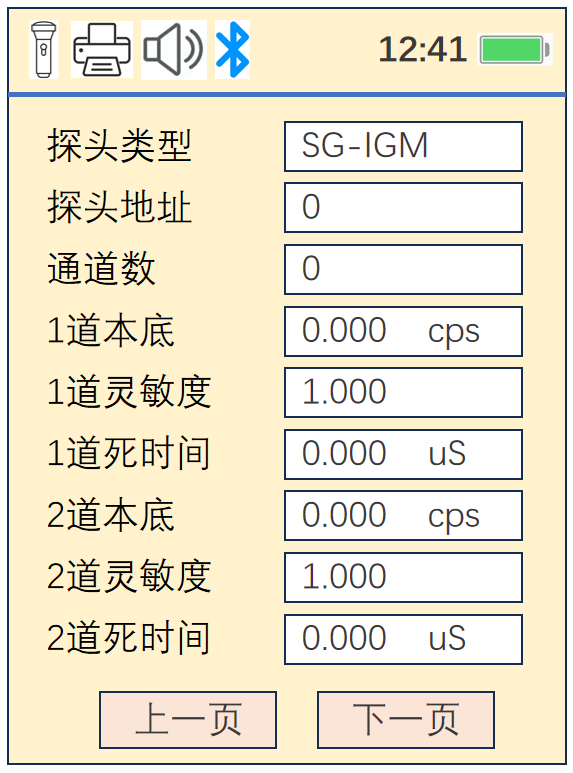 12:41
探头类型 SG-IGM
探头地址 0
通道数 0
1道本底 0.000 cps
1道灵敏度 1.000
1道死时间 0.000 uS
2道本底 0.000 cps
2道灵敏度 1.000
2道死时间 0.000 uS
上一页 下一页